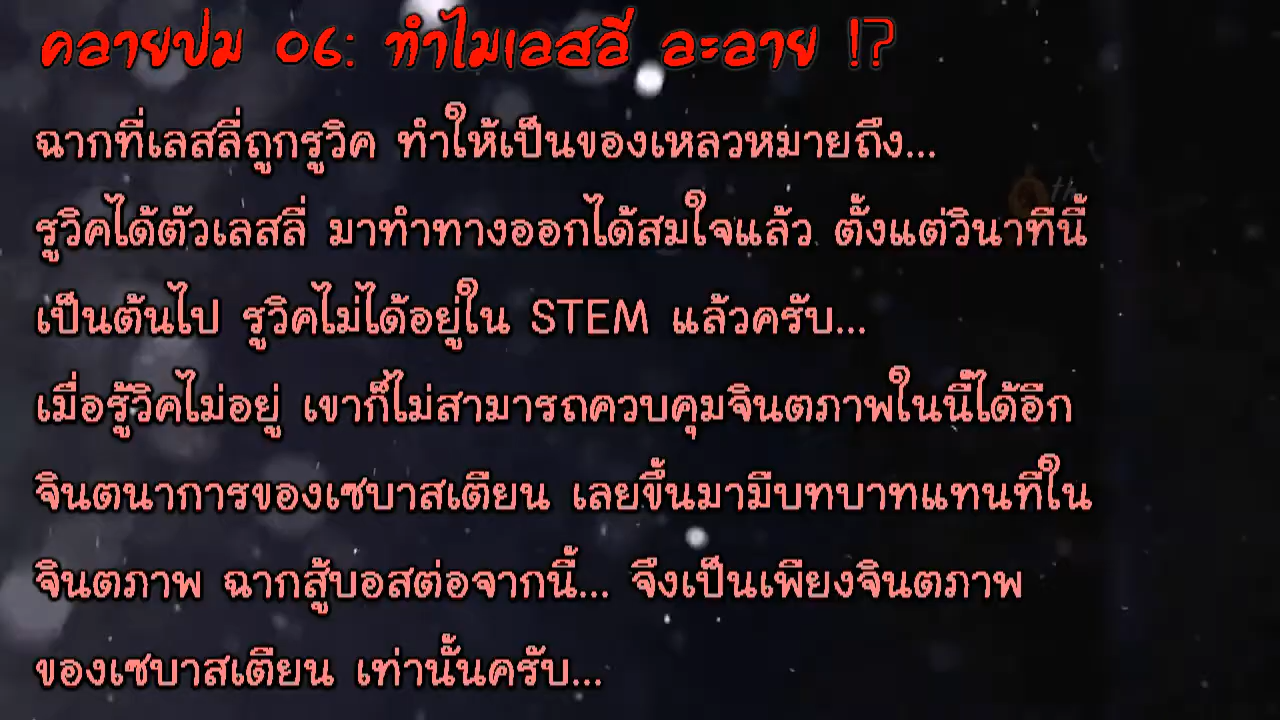 คลายปม 06: ทำไมเลสลี่ ละลาย !?
ฉากที่เลสลี่ถูกรูวิค ทำให้เป็นของเหลวหมายถึง...
รูวิคได้ตัวเลสลี่ มาทำทางออกได้สมใจแล้ว ตั้งแต่วินาทีนี้
เป็นต้นไป รูวิคไม่ได้อยู่ใน STEM แล้วครับ...
เมื่อรู้วิคไม่อยู่ เขาก็ไม่สามารถควบคุมจินตภาพในนี้ได้อีก
จินตนาการของเซบาสเตียน เลยขึ้นมามีบทบาทแทนที่ใน
จินตภาพ ฉากสู้บอสต่อจากนี้... จึงเป็นเพียงจินตภาพ
ของเซบาสเตียน เท่านั้นครับ...